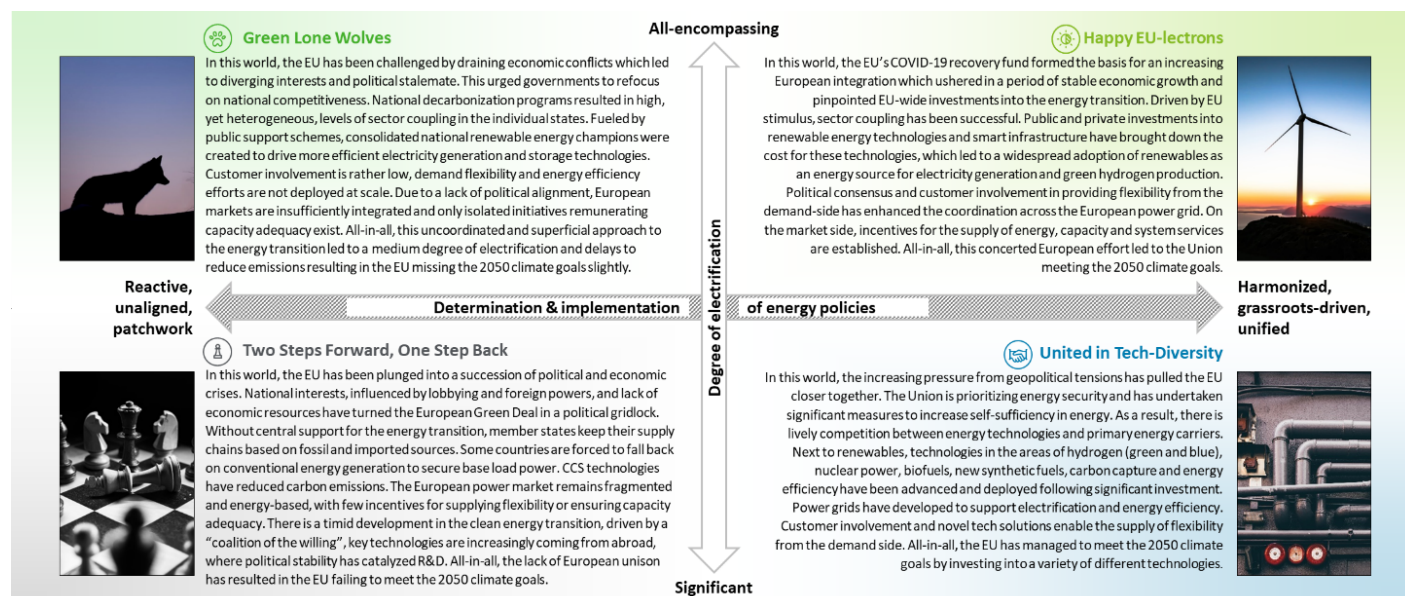 All-encompassing
Green Lone Wolves
In this world, the EU has been challenged by draining economic conflicts which led
to diverging interests and political stalemate. This urged governments to refocus
on national competitiveness. National decarbonization programs resulted in high,
yet heterogeneous, levels of sector coupling in the individual states. Fueled by
public support schemes, consolidated national renewable energy champions were
created to drive more efficient electricity generation and storage technologies.
Customer involvement is rather low, demand flexibility and energy efficiency
efforts are not deployed at scale. Due to a lack of political alignment, European
markets are insufficiently integrated and only isolated initiatives remunerating
capacity adequacy exist. All-in-all, this uncoordinated and superficial approach to
the energy transition led to a medium degree of electrification and delays to
reduce emissions resulting in the EU missing the 2050 climate goals slightly.
Happy EU-lectrons
In this world, the EU's COVID-19 recovery fund formed the basis for an increasing
European integration which ushered in a period of stable economic growth and
pinpointed EU-wide investments into the energy transition. Driven by EU
stimulus, sector coupling has been successful. Public and private investments into
renewable energy technologies and smart infrastructure have brought down the
cost for these technologies, which led to a widespread adoption of renewables as
an energy source for electricity generation and green hydrogen production.
Political consensus and customer involvement in providing flexibility from the
demand-side has enhanced the coordination across the European power grid. On
the market side, incentives for the supply of energy, capacity and system services
are established. All-in-all, this concerted European effort led to the Union
meeting the 2050 climate goals.
Reactive,
unaligned,
patchwork
Determination & implementation
of energy policies
Degree of electrification
Harmonized,
grassroots-driven,
unified
Two Steps Forward, One Step Back
In this world, the EU has been plunged into a succession of political and economic
crises. National interests, influenced by lobbying and foreign powers, and lack of
economic resources have turned the European Green Deal in a political gridlock.
Without central support for the energy transition, member states keep their supply
chains based on fossil and imported sources. Some countries are forced to fall back
on conventional energy generation to secure base load power. CCS technologies
have reduced carbon emissions. The European power market remains fragmented
and energy-based, with few incentives for supplying flexibility or ensuring capacity
adequacy. There is a timid development in the clean energy transition, driven by a
“coalition of the willing”, key technologies are increasingly coming from abroad,
where political stability has catalyzed R&D. All-in-all, the lack of European unison
has resulted in the EU failing to meet the 2050 climate goals.
United in Tech-Diversity
In this world, the increasing pressure from geopolitical tensions has pulled the EU
closer together. The Union is prioritizing energy security and has undertaken
significant measures to increase self-sufficiency in energy. As a result, there is
lively competition between energy technologies and primary energy carriers.
Next to renewables, technologies in the areas of hydrogen (green and blue),
nuclear power, biofuels, new synthetic fuels, carbon capture and energy
efficiency have been advanced and deployed following significant investment.
Power grids have developed to support electrification and energy efficiency.
Customer involvement and novel tech solutions enable the supply of flexibility
from the demand side. All-in-all, the EU has managed to meet the 2050 climate
goals by investing into a variety of different technologies.
Significant